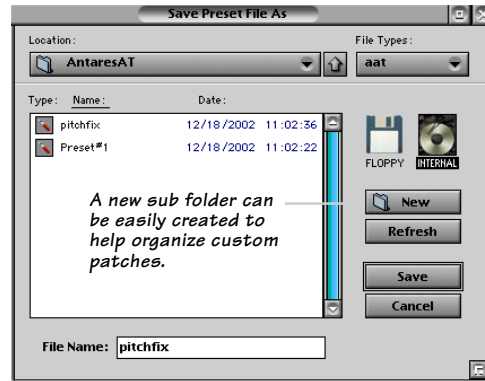 Save Preset File As
Location:
File Types:
AntaresAT
aat
Type: Name: Date:
pitchfix 12/18/2002 11:02:36
Preset#1 12/18/2002 11:02:22
FLOPPY INTERNAL
A new sub folder can
be easily created to
help organize custom
patches.
New
Refresh
Save
Cancel
File Name: pitchfix